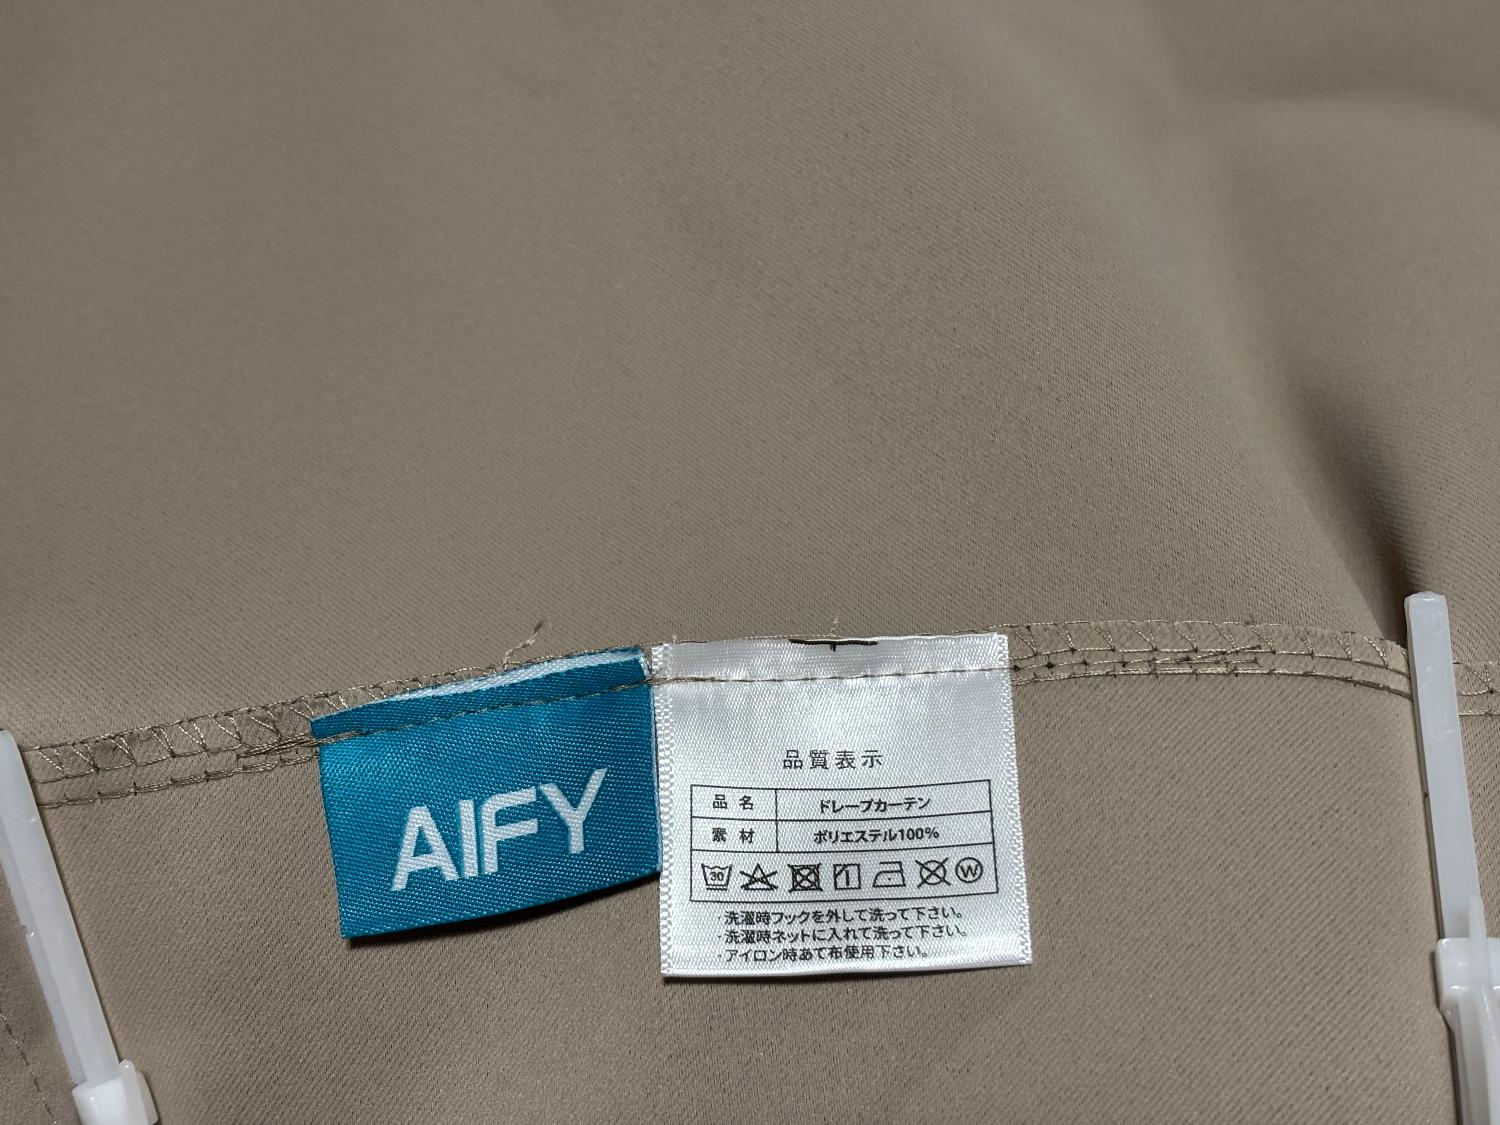 AIFY
品質表示
品 名 ドレープカーテン
素 材 ポリエステル100%
30 W
・洗濯時フックを外して洗って下さい。
・洗濯時ネットに入れて洗って下さい。
・アイロン時あて布使用下さい。